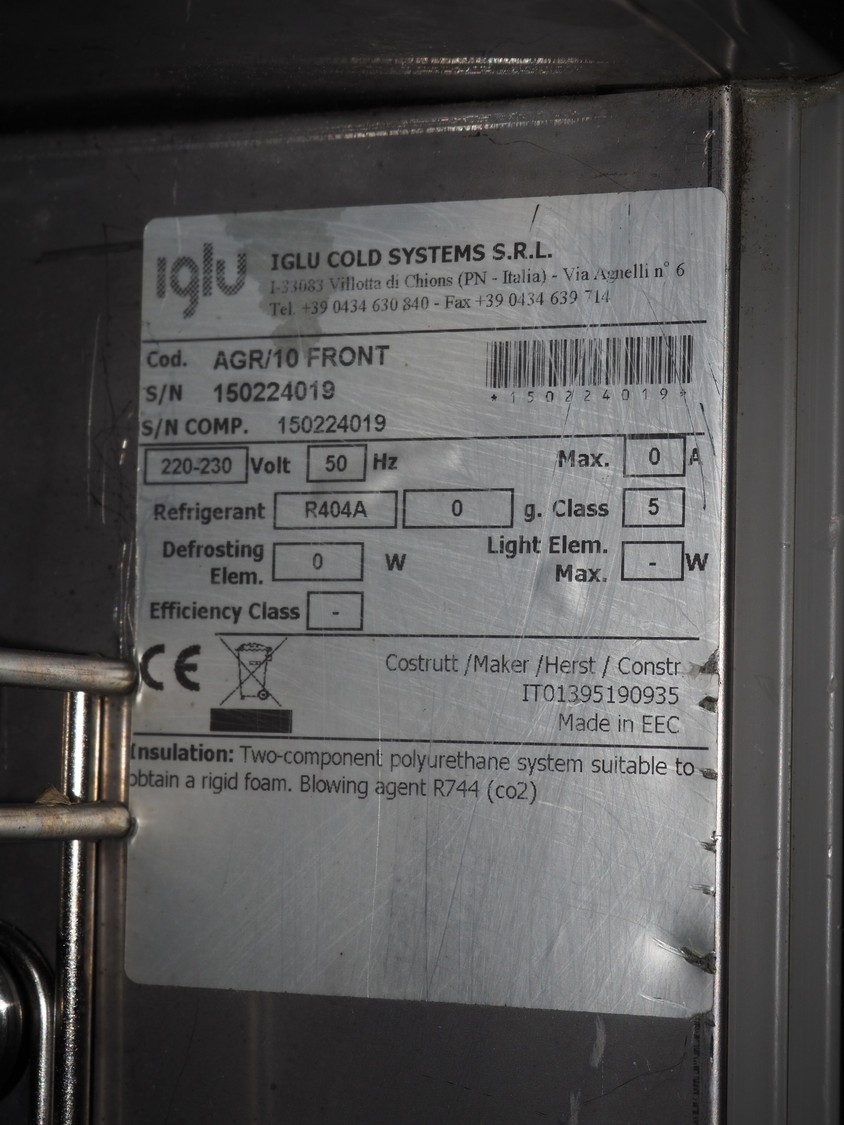 iglu
IGLU COLD SYSTEMS S.R.L.
I-33083 Villotta di Chions (PN - Italia) - Via Agnelli n° 6
Tel. +39 0434 630 840 - Fax +39 0434 639 714
Cod. AGR/10 FRONT
S/N 150224019
*150224019*
S/N COMP. 150224019
220-230 Volt 50 Hz Max. 0 A
Refrigerant R404A 0 g. Class 5
Defrosting Elem. 0 W Light Elem. Max. - W
Efficiency Class -
CE
Costrutt /Maker /Herst / Constr
IT01395190935
Made in EEC
Insulation: Two-component polyurethane system suitable to
obtain a rigid foam. Blowing agent R744 (co2)